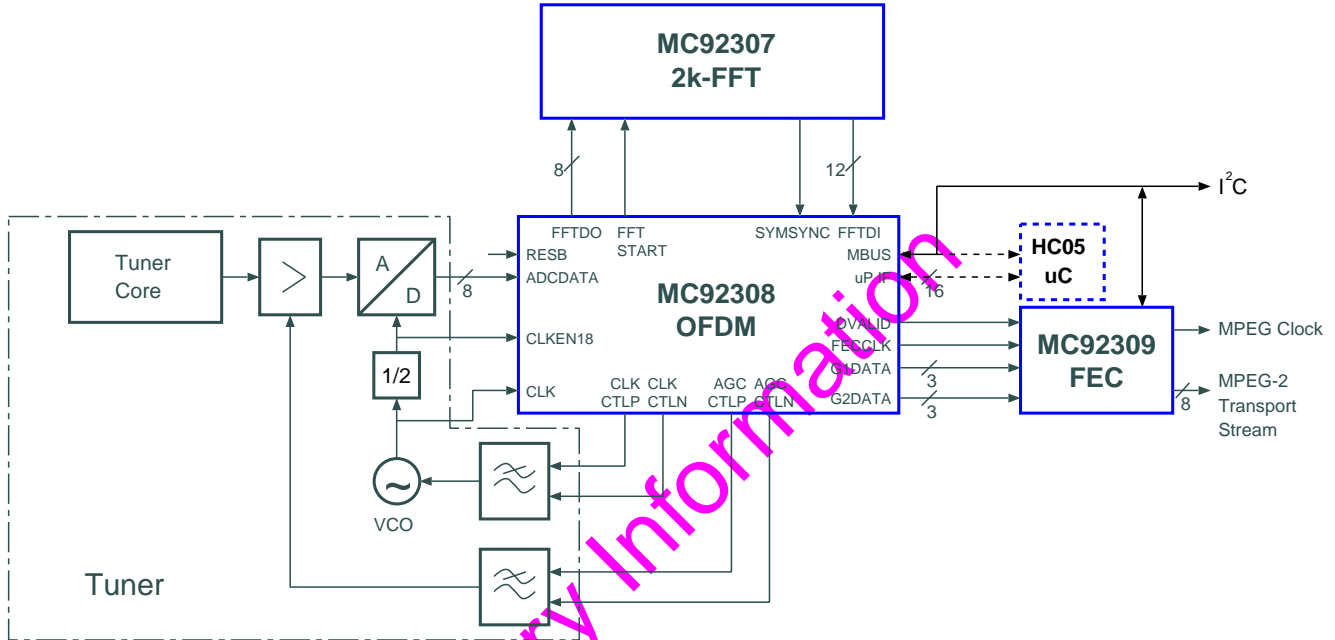 MC92307
2k-FFT
8
12
I²C
FFTDO
FFT
START
SYMSYNC
FFTDI
RESB
ADCDATA
MBUS
uP IF
16
HC05
uC
Tuner
Core
A
D
8
MC92308
OFDM
CLKEN18
DVALID
FECCLK
G1DATA
3
G2DATA
3
MC92309
FEC
MPEG Clock
8
MPEG-2
Transport
Stream
1/2
CLK
CLK
CTLP
CLK
CTLN
AGC
CTLP
AGC
CTLN
VCO
Tuner
ry Information